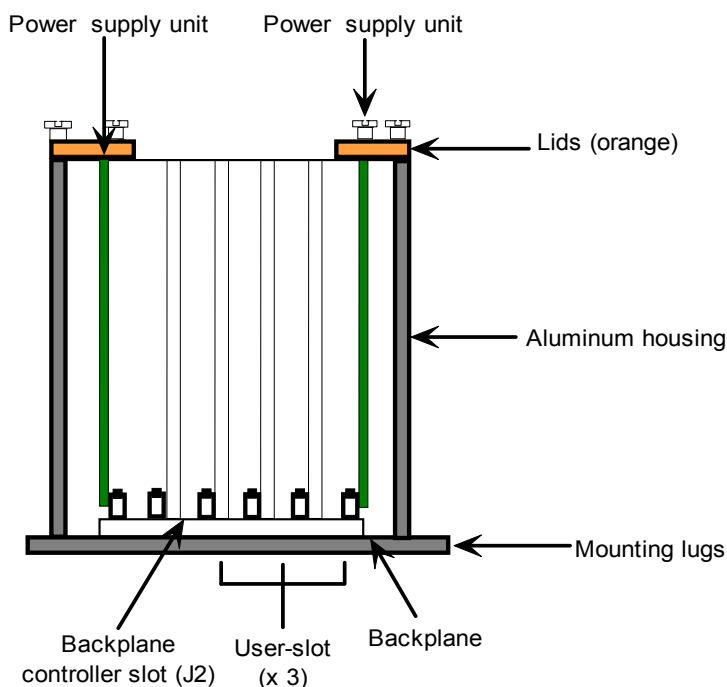 Power supply unit
Power supply unit
Lids (orange)
Aluminum housing
Mounting lugs
Backplane
controller slot (J2)
User-slot
(x 3)
Backplane